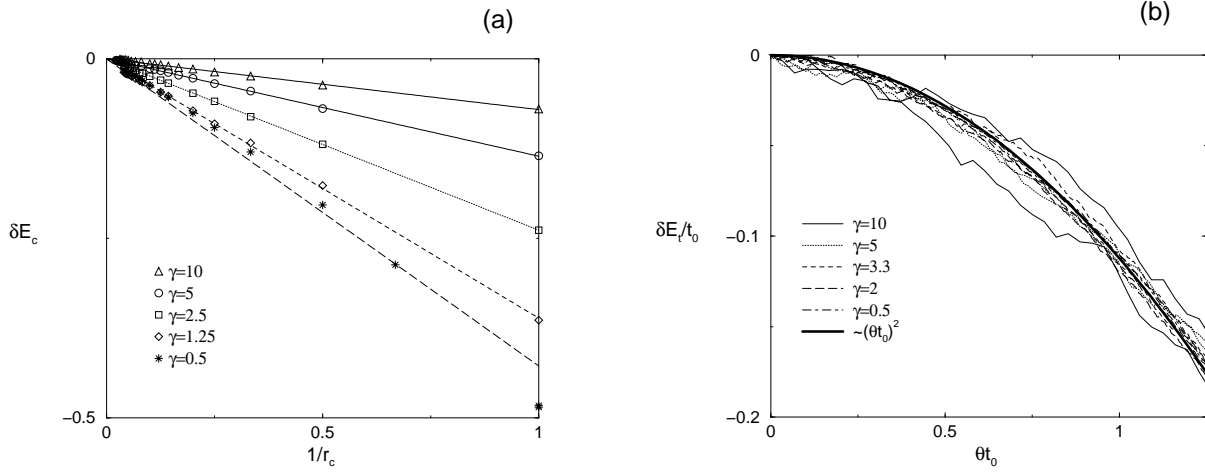 (a)
0
δE_c
△ γ=10
○ γ=5
□ γ=2.5
◇ γ=1.25
∗ γ=0.5
−0.5
0 0.5 1
1/r_c
(b)
0
−0.1
−0.2
δE_t/t_0
γ=10
γ=5
γ=3.3
γ=2
γ=0.5
~(θt_0)^2
0 0.5 1
θt_0